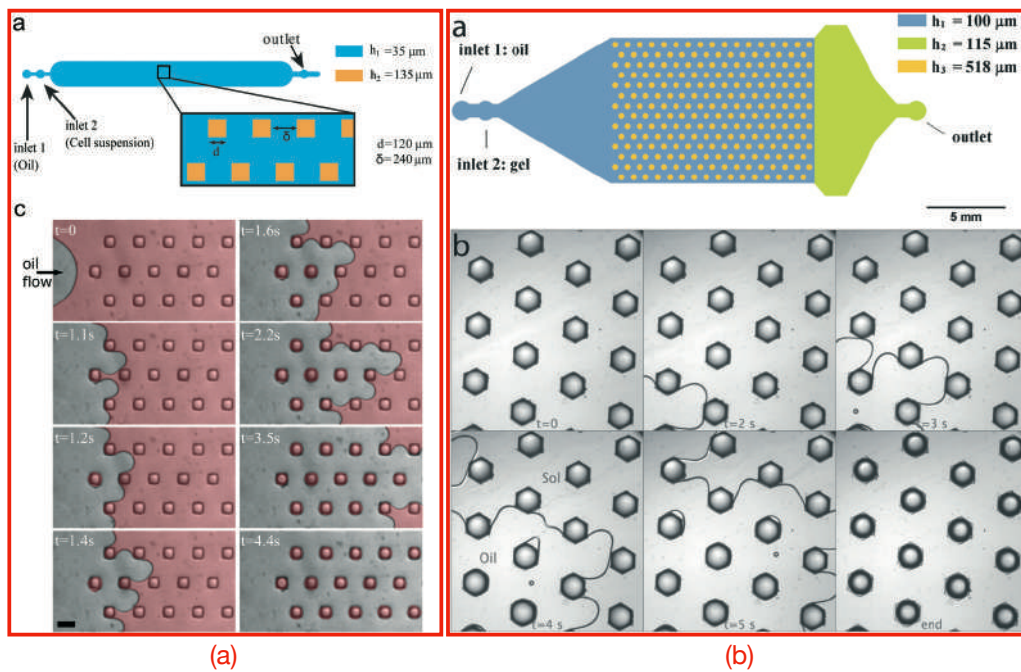 a
outlet
h₁ =35 μm
h₂ =135 μm
inlet 1
(Oil)
inlet 2
(Cell suspension)
d
δ
d=120 μm
δ=240 μm
c
oil
flow
t=0
t=1.6s
t=1.1s
t=2.2s
t=1.2s
t=3.5s
t=1.4s
t=4.4s
(a)
a
inlet 1: oil
inlet 2: gel
h₁ = 100 μm
h₂ = 115 μm
h₃ = 518 μm
outlet
5 mm
b
t=0
t=2 s
t=3 s
Sol
Oil
t=4 s
t=5 s
end
(b)